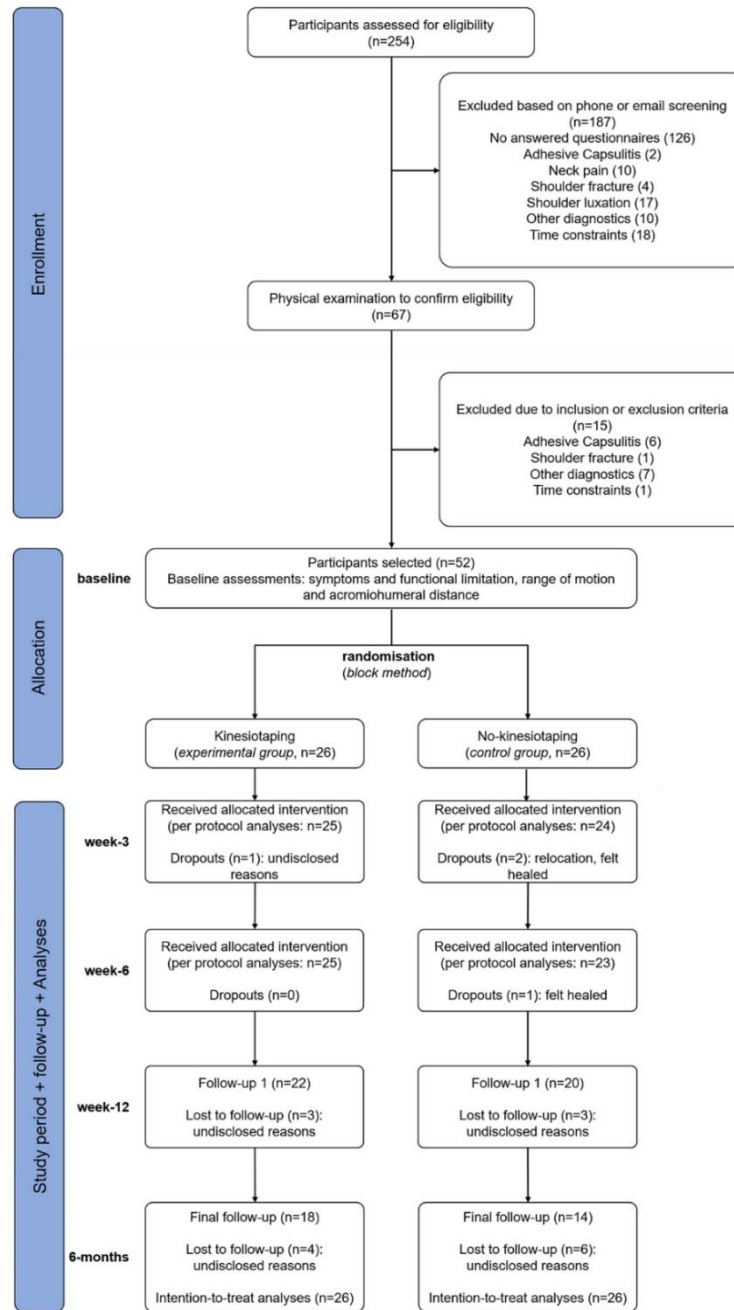 Enrollment
Participants assessed for eligibility
(n=254)
Excluded based on phone or email screening
(n=187)
No answered questionnaires (126)
Adhesive Capsulitis (2)
Neck pain (10)
Shoulder fracture (4)
Shoulder luxation (17)
Other diagnostics (10)
Time constraints (18)
Physical examination to confirm eligibility
(n=67)
Excluded due to inclusion or exclusion criteria
(n=15)
Adhesive Capsulitis (6)
Shoulder fracture (1)
Other diagnostics (7)
Time constraints (1)
Allocation
baseline
Participants selected (n=52)
Baseline assessments: symptoms and functional limitation, range of motion
and acromiohumeral distance
randomisation
(block method)
Kinesiotaping
(experimental group, n=26)
No-kinesiotaping
(control group, n=26)
Study period + follow-up + Analyses
week-3
Received allocated intervention
(per protocol analyses: n=25)
Dropouts (n=1): undisclosed
reasons
Received allocated intervention
(per protocol analyses: n=24)
Dropouts (n=2): relocation, felt
healed
week-6
Received allocated intervention
(per protocol analyses: n=25)
Dropouts (n=0)
Received allocated intervention
(per protocol analyses: n=23)
Dropouts (n=1): felt healed
week-12
Follow-up 1 (n=22)
Lost to follow-up (n=3):
undisclosed reasons
Follow-up 1 (n=20)
Lost to follow-up (n=3):
undisclosed reasons
6-months
Final follow-up (n=18)
Lost to follow-up (n=4):
undisclosed reasons
Intention-to-treat analyses (n=26)
Final follow-up (n=14)
Lost to follow-up (n=6):
undisclosed reasons
Intention-to-treat analyses (n=26)